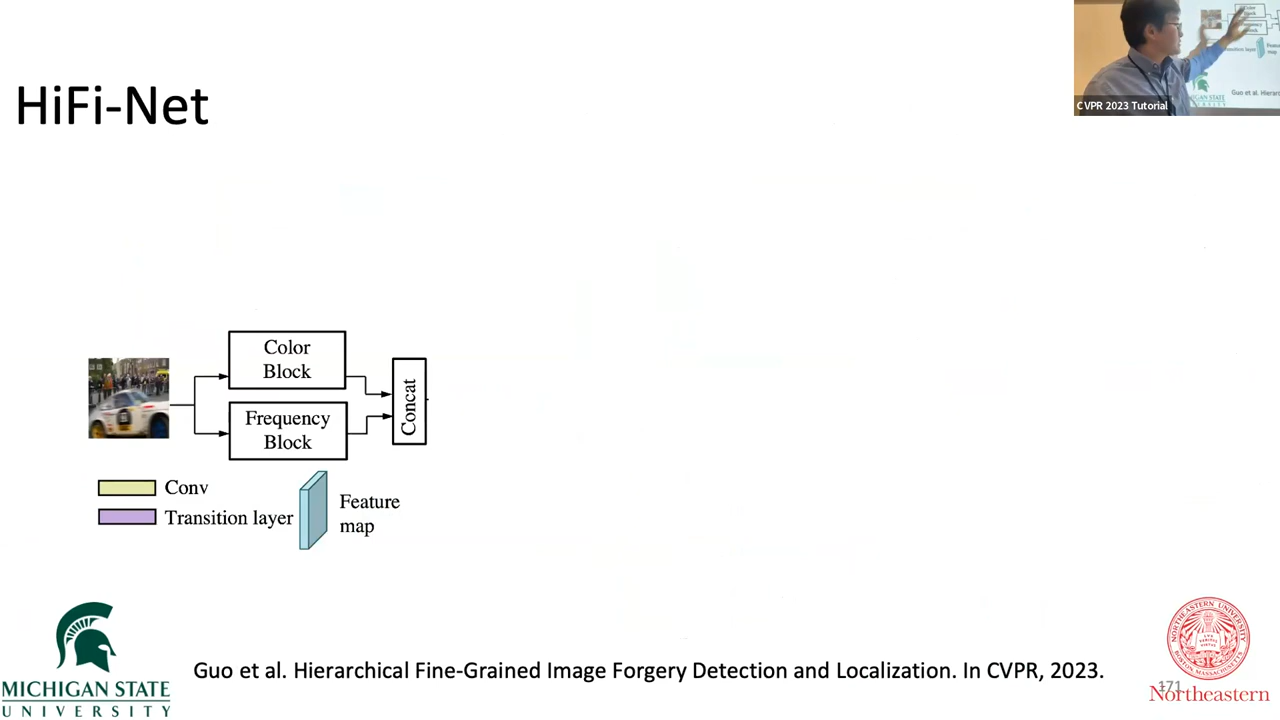 HiFi-Net
CVPR 2023 Tutorial
Color
Block
Frequency
Block
Concat
Conv
Transition layer
Feature
map
MICHIGAN STATE
UNIVERSITY
Guo et al. Hierarchical Fine-Grained Image Forgery Detection and Localization. In CVPR, 2023.
171
Northeastern